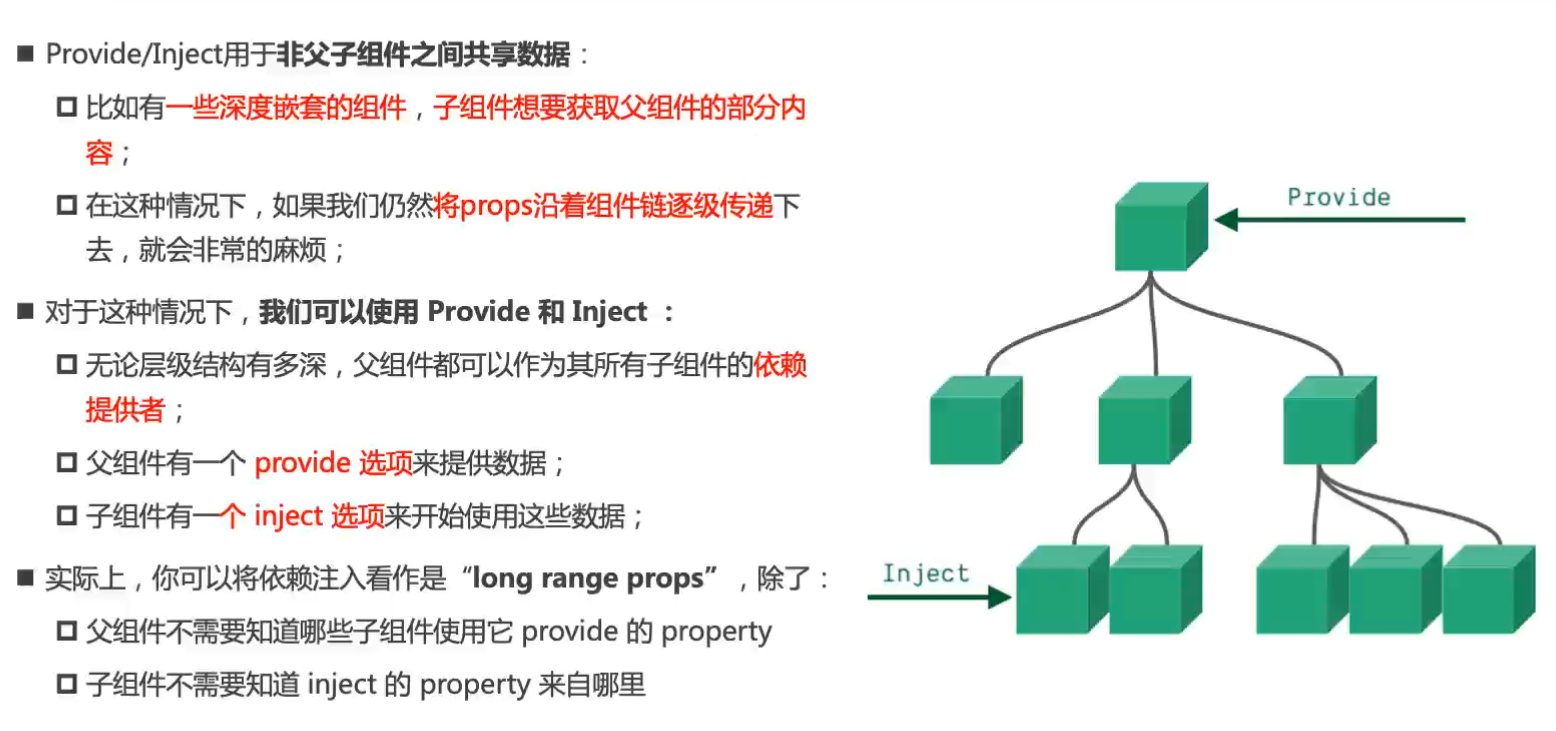 ■ Provide/Inject用于非父子组件之间共享数据：
比如有一些深度嵌套的组件，子组件想要获取父组件的部分内
容；
在这种情况下，如果我们仍然将props沿着组件链逐级传递下
去，就会非常的麻烦；
■ 对于这种情况下，我们可以使用 Provide 和 Inject ：
无论层级结构有多深，父组件都可以作为其所有子组件的依赖
提供者；
父组件有一个 provide 选项来提供数据；
子组件有一个 inject 选项来开始使用这些数据；
■ 实际上，你可以将依赖注入看作是“long range props”，除了：
父组件不需要知道哪些子组件使用它 provide 的 property
子组件不需要知道 inject 的 property 来自哪里
Provide
Inject